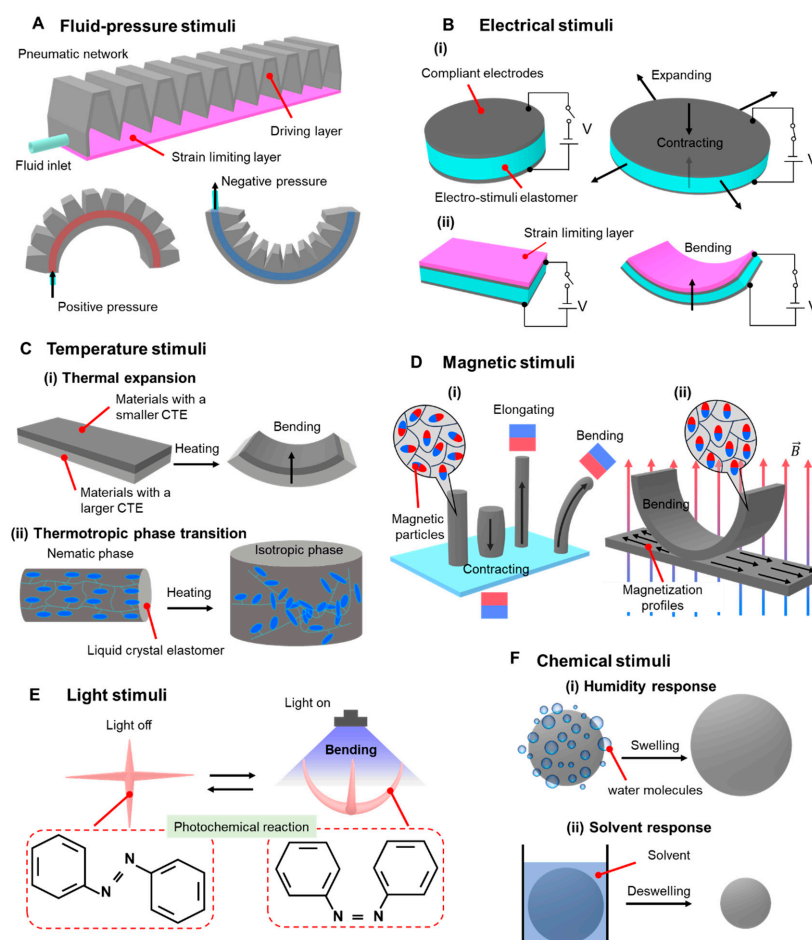 A Fluid-pressure stimuli
Pneumatic network
Driving layer
Strain limiting layer
Fluid inlet
Negative pressure
Positive pressure
B Electrical stimuli
(i)
Compliant electrodes
Expanding
V
Contracting
V
Electro-stimuli elastomer
(ii)
Strain limiting layer
Bending
V
V
C Temperature stimuli
(i) Thermal expansion
Materials with a
smaller CTE
Heating
Bending
Materials with a
larger CTE
(ii) Thermotropic phase transition
Nematic phase
Isotropic phase
Heating
Liquid crystal elastomer
D Magnetic stimuli
(i)
Elongating
Bending
Magnetic
particles
Contracting
(ii)
B
Bending
Magnetization
profiles
E Light stimuli
Light off
Light on
Bending
Photochemical reaction
N
N
N = N
F Chemical stimuli
(i) Humidity response
Swelling
water molecules
(ii) Solvent response
Solvent
Deswelling